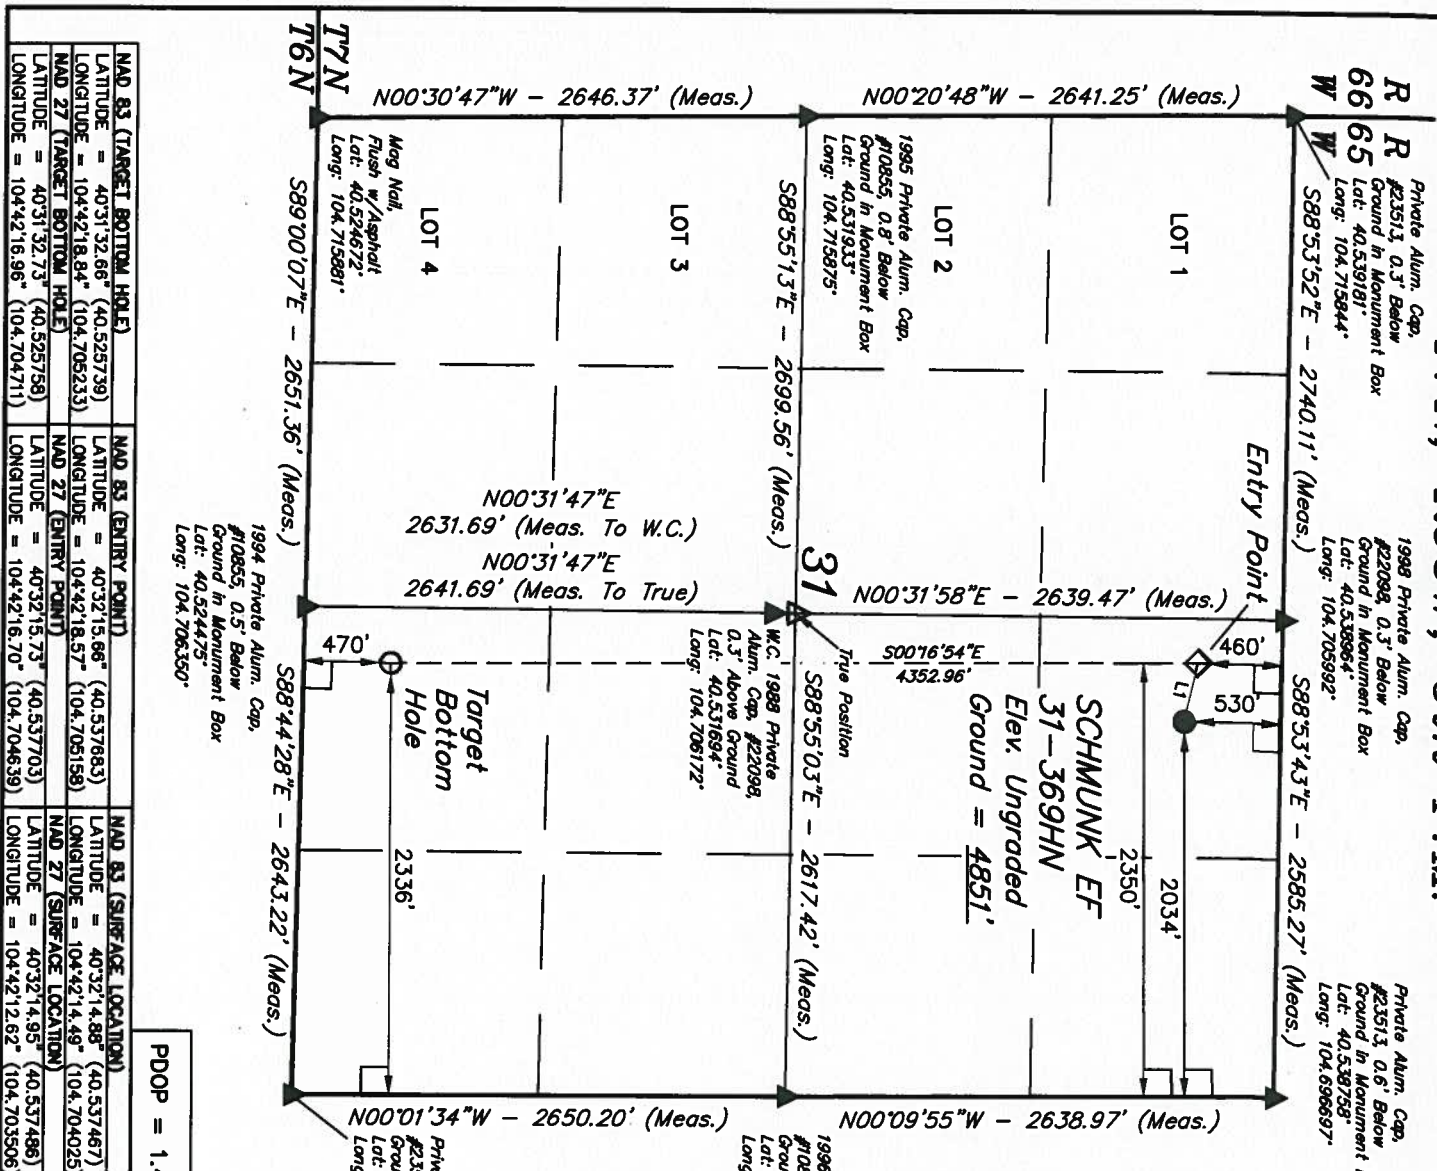 R R
66 65
W W
Private Alum. Cap,
#23513, 0.3' Below
Ground in Monument Box
Lat: 40.539181°
Long: 104.715844°
1998 Private Alum. Cap,
#22098, 0.3' Below
Ground in Monument Box
Lat: 40.538964°
Long: 104.705992°
Private Alum. Cap,
#23513, 0.6' Below
Ground in Monument
Lat: 40.538758°
Long: 104.696697°
S88°53'52"E – 2740.11' (Meas.)
S88°53'43"E – 2585.27' (Meas.)
Entry Point
460'
530'
L1
LOT 1
2034'
2350'
SCHMUNK EF
31–369HN
Elev. Ungraded
Ground = 4851'
N00°20'48"W – 2641.25' (Meas.)
N00°31'58"E – 2639.47' (Meas.)
N00°09'55"W – 2638.97' (Meas.)
S00°16'54"E
4352.96'
LOT 2
1995 Private Alum. Cap,
#10855, 0.8' Below
Ground in Monument Box
Lat: 40.531933°
Long: 104.715875°
31
True Position
S88°55'13"E – 2699.56' (Meas.)
S88°55'03"E – 2617.42' (Meas.)
W.C. 1988 Private
Alum. Cap, #22098,
0.3' Above Ground
Lat: 40.531694°
Long: 104.706172°
1996
LOT 3
N00°31'47"E
2631.69' (Meas. To W.C.)
N00°31'47"E
2641.69' (Meas. To True)
N00°30'47"W – 2646.37' (Meas.)
N00°01'34"W – 2650.20' (Meas.)
LOT 4
Mag Nail,
Flush w/Asphalt
Lat: 40.524672°
Long: 104.715881°
Target
Bottom
Hole
470'
2336'
T7N
T6N
S89°00'07"E – 2651.36' (Meas.)
S88°44'28"E – 2643.22' (Meas.)
1994 Private Alum. Cap,
#10855, 0.5' Below
Ground in Monument Box
Lat: 40.524475°
Long: 104.706350°
Lat:
Long
PDOP = 1.
NAD 83 (TARGET BOTTOM HOLE)
LATITUDE = 40°31'32.66" (40.525739)
LONGITUDE = 104°42'18.84" (104.705233)
NAD 27 (TARGET BOTTOM HOLE)
LATITUDE = 40°31'32.73" (40.525758)
LONGITUDE = 104°42'16.96" (104.704711)
NAD 83 (ENTRY POINT)
LATITUDE = 40°32'15.66" (40.537683)
LONGITUDE = 104°42'18.57" (104.705158)
NAD 27 (ENTRY POINT)
LATITUDE = 40°32'15.73" (40.537703)
LONGITUDE = 104°42'16.70" (104.704639)
NAD 83 (SURFACE LOCATION)
LATITUDE = 40°32'14.88" (40.537467)
LONGITUDE = 104°42'14.49" (104.704025
NAD 27 (SURFACE LOCATION)
LATITUDE = 40°32'14.95" (40.537486)
LONGITUDE = 104°42'12.62" (104.703506